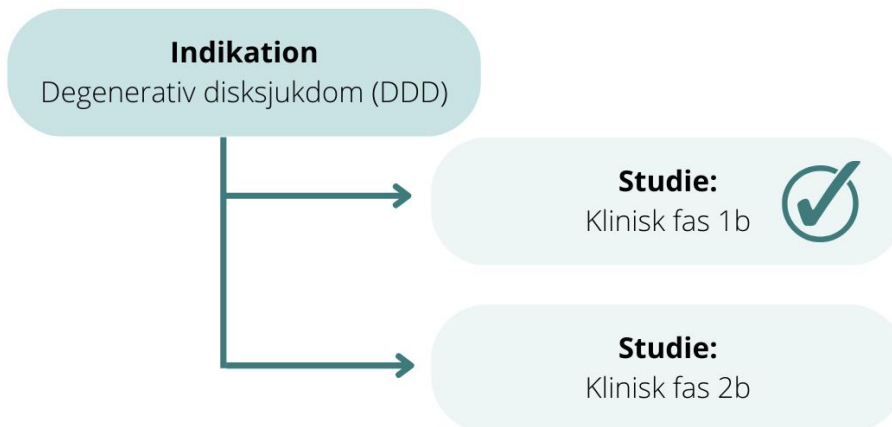 Indikation
Degenerativ disksjukdom (DDD)
Studie:
Klinisk fas 1b
Studie:
Klinisk fas 2b